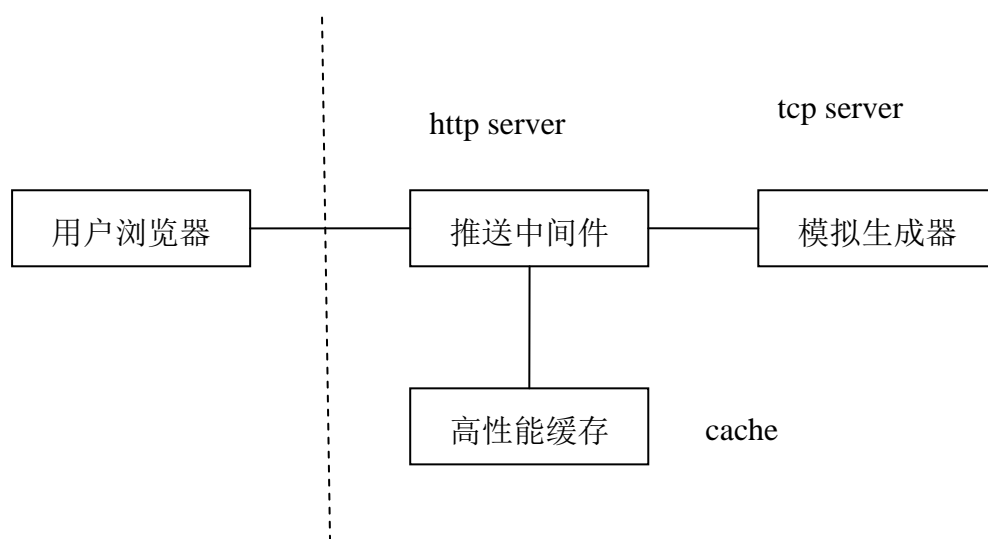 tcp server
http server
用户浏览器
推送中间件
模拟生成器
高性能缓存
cache